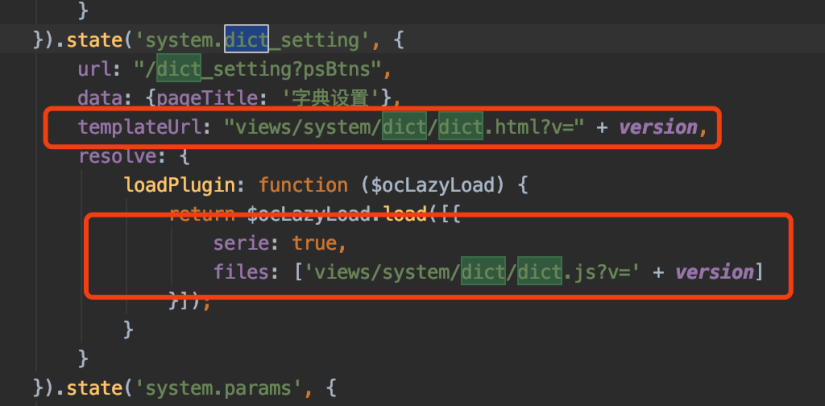 }
}).state('system.dict_setting', {
url: "/dict_setting?psBtns",
data: {pageTitle: '字典设置'},
templateUrl: "views/system/dict/dict.html?v=" + version,
resolve: {
loadPlugin: function ($ocLazyLoad) {
return $ocLazyLoad.load([{
serie: true,
files: ['views/system/dict/dict.js?v=' + version]
}]);
}
}
}).state('system.params', {